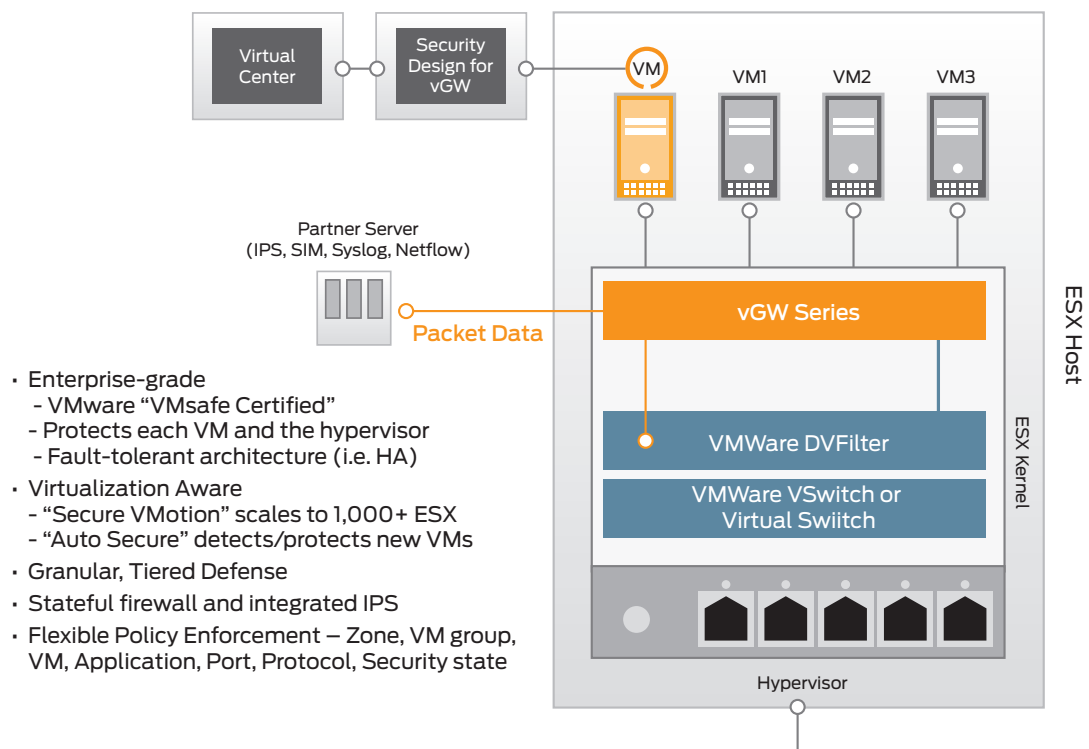 Virtual
Center
Security
Design for
vGW
VM
VM1
VM2
VM3
Partner Server
(IPS, SIM, Syslog, Netflow)
Packet Data
vGW Series
VMWare DVFilter
VMWare VSwitch or
Virtual Swiitch
ESX Kernel
ESX Host
Hypervisor
· Enterprise-grade
- VMware “VMsafe Certified”
- Protects each VM and the hypervisor
- Fault-tolerant architecture (i.e. HA)
· Virtualization Aware
- “Secure VMotion” scales to 1,000+ ESX
- “Auto Secure” detects/protects new VMs
· Granular, Tiered Defense
· Stateful firewall and integrated IPS
· Flexible Policy Enforcement – Zone, VM group,
VM, Application, Port, Protocol, Security state